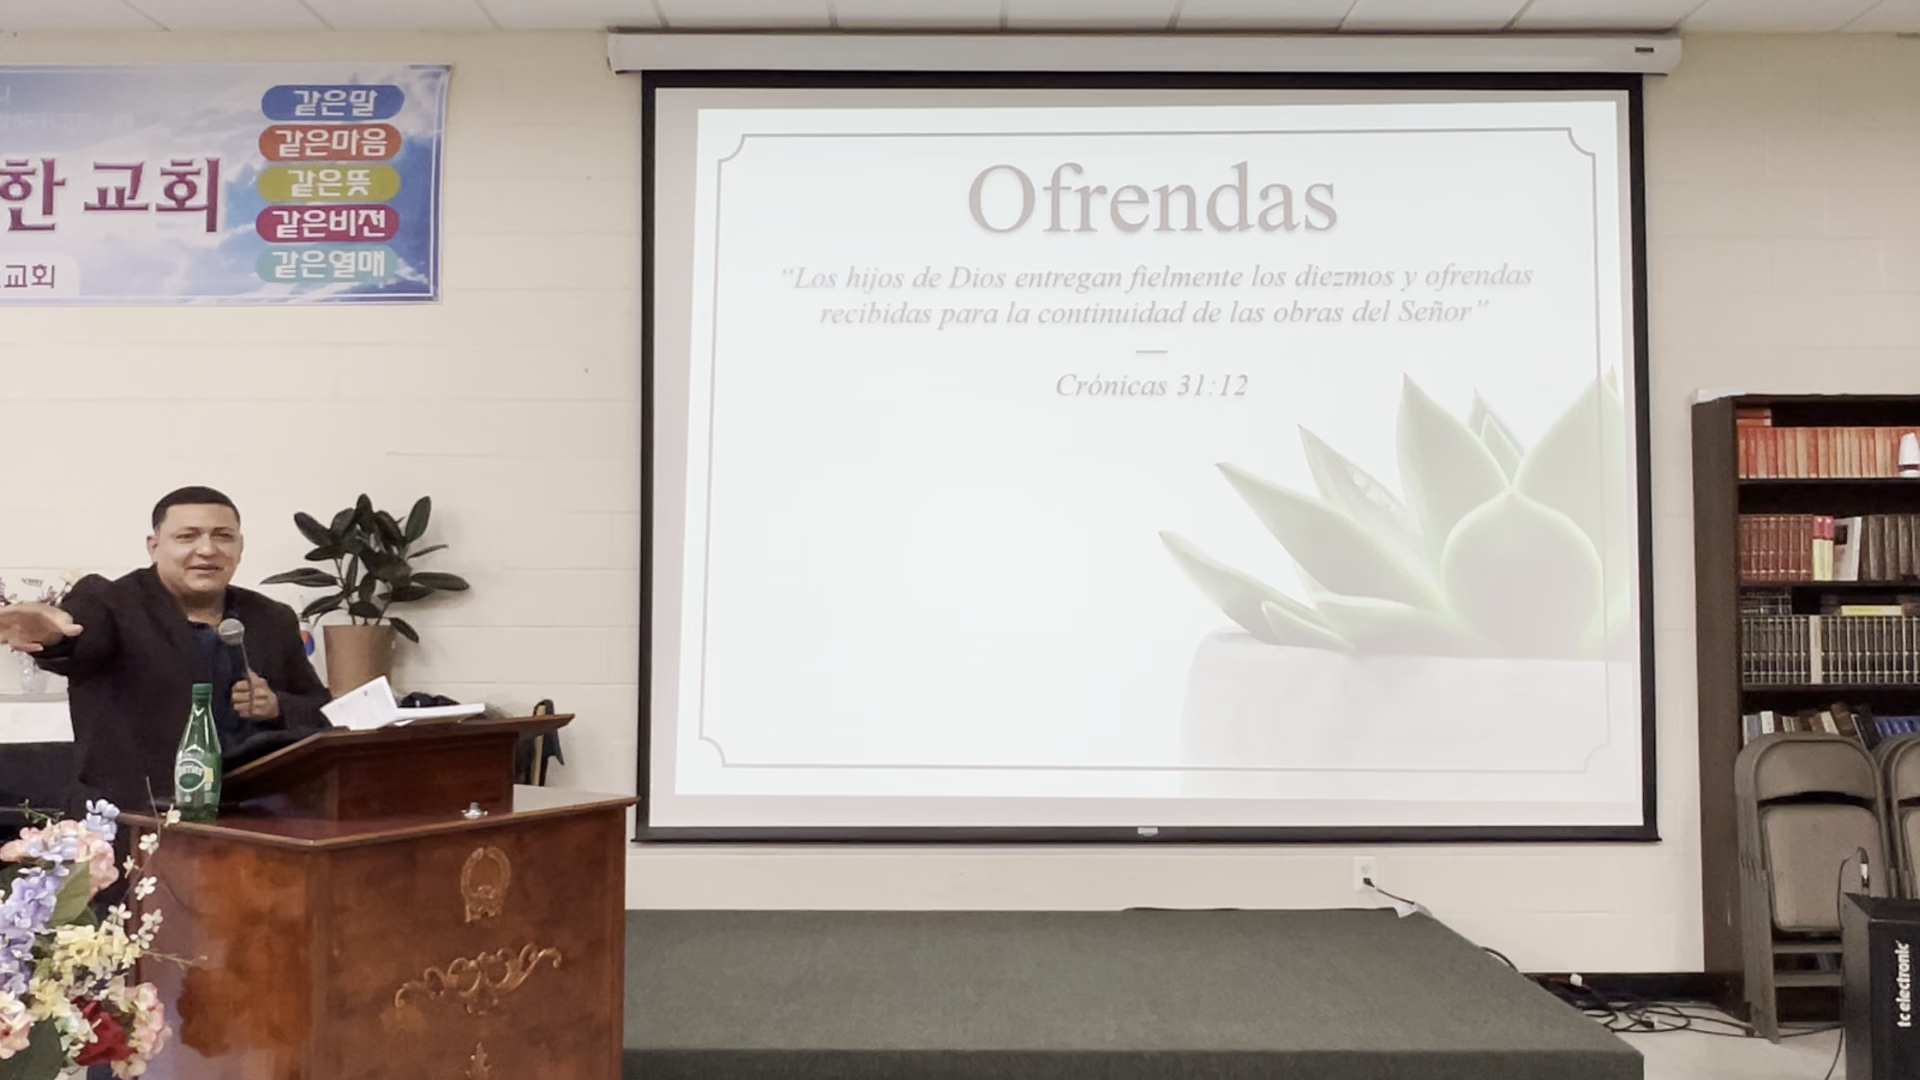 같은말
같은마음
같은뜻
같은비전
같은열매
한 교회
교회
Ofrendas
“Los hijos de Dios entregan fielmente los diezmos y ofrendas
recibidas para la continuidad de las obras del Señor”
—
Crónicas 31:12
perrier
tc electronic